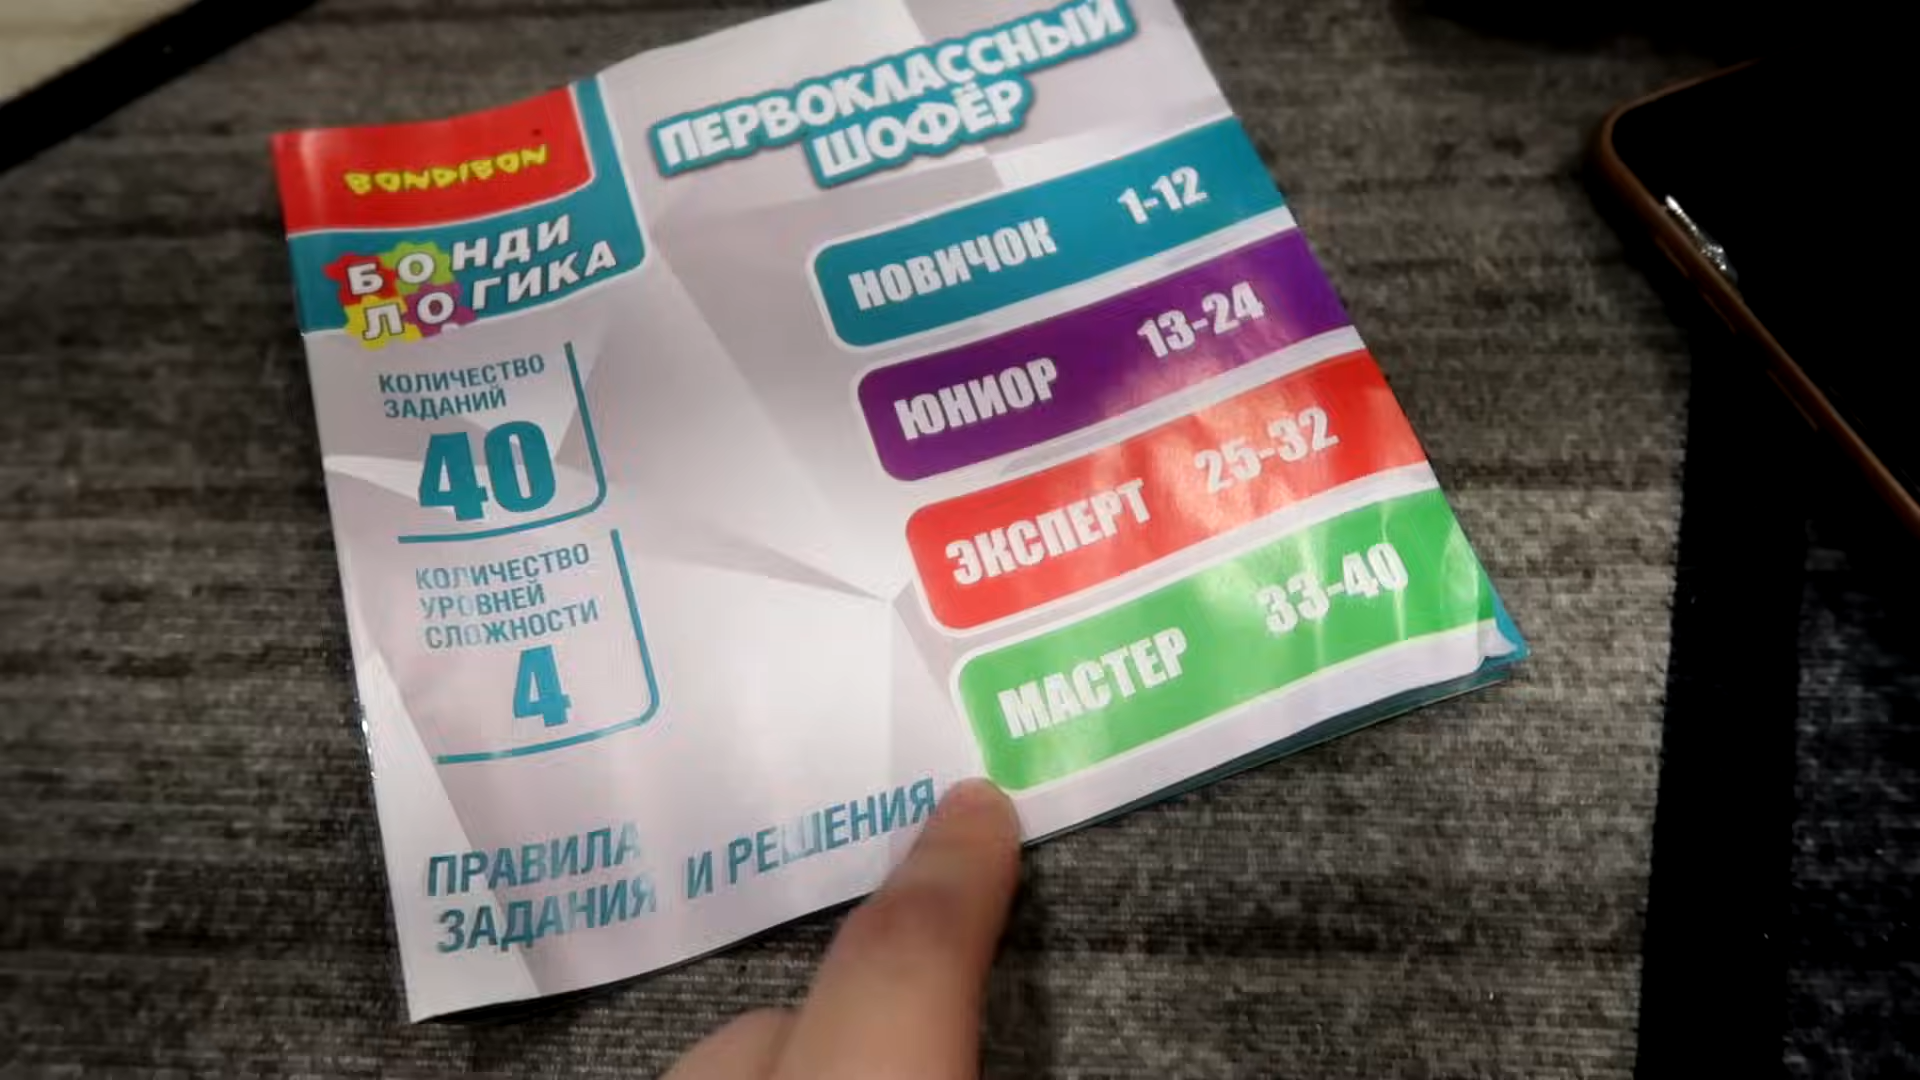 BONDIBON
БОНДИ
ЛОГИКА
ПЕРВОКЛАССНЫЙ
ШОФЁР
КОЛИЧЕСТВО
ЗАДАНИЙ
40
КОЛИЧЕСТВО
УРОВНЕЙ
СЛОЖНОСТИ
4
НОВИЧОК 1-12
ЮНИОР 13-24
ЭКСПЕРТ 25-32
МАСТЕР 33-40
ПРАВИЛА
ЗАДАНИЯ И РЕШЕНИЯ